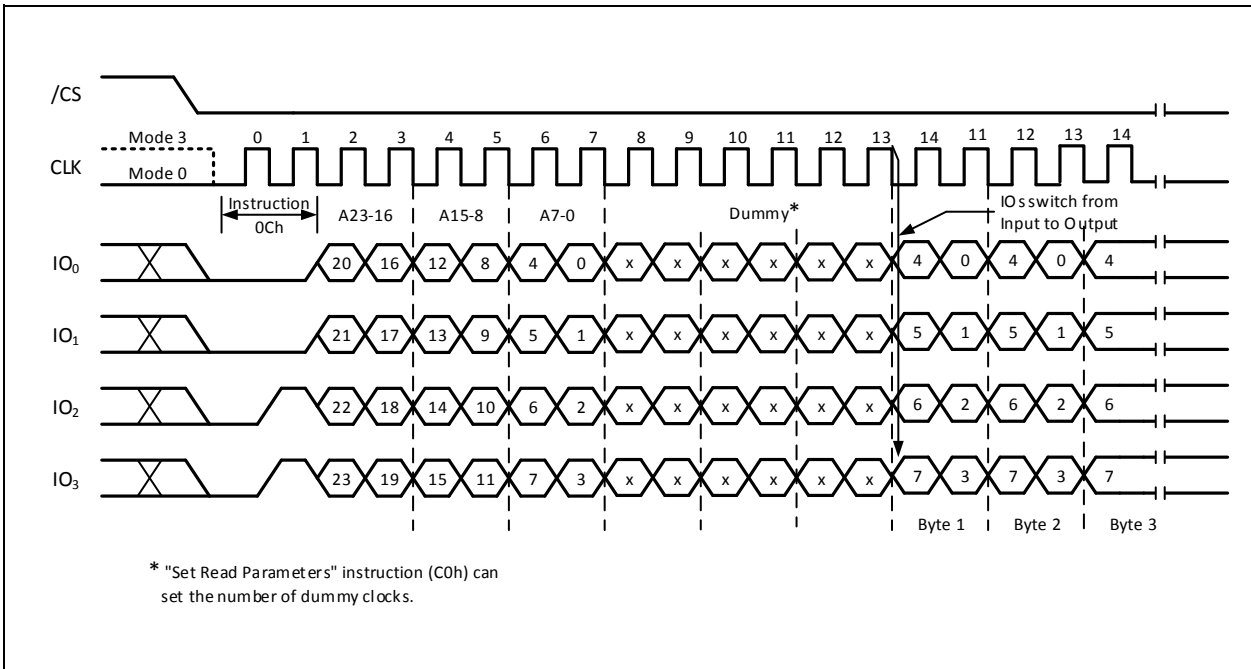 /CS
Mode 3 0 1 2 3 4 5 6 7 8 9 10 11 12 13 14 11 12 13 14
CLK
Mode 0
Instruction A23-16 A15-8 A7-0 Dummy* IOs switch from
0Ch Input to Output
IO0 20 16 12 8 4 0 x x x x x x 4 0 4 0 4
IO1 21 17 13 9 5 1 x x x x x x 5 1 5 1 5
IO2 22 18 14 10 6 2 x x x x x x 6 2 6 2 6
IO3 23 19 15 11 7 3 x x x x x x 7 3 7 3 7
Byte 1 Byte 2 Byte 3
* "Set Read Parameters" instruction (C0h) can
set the number of dummy clocks.